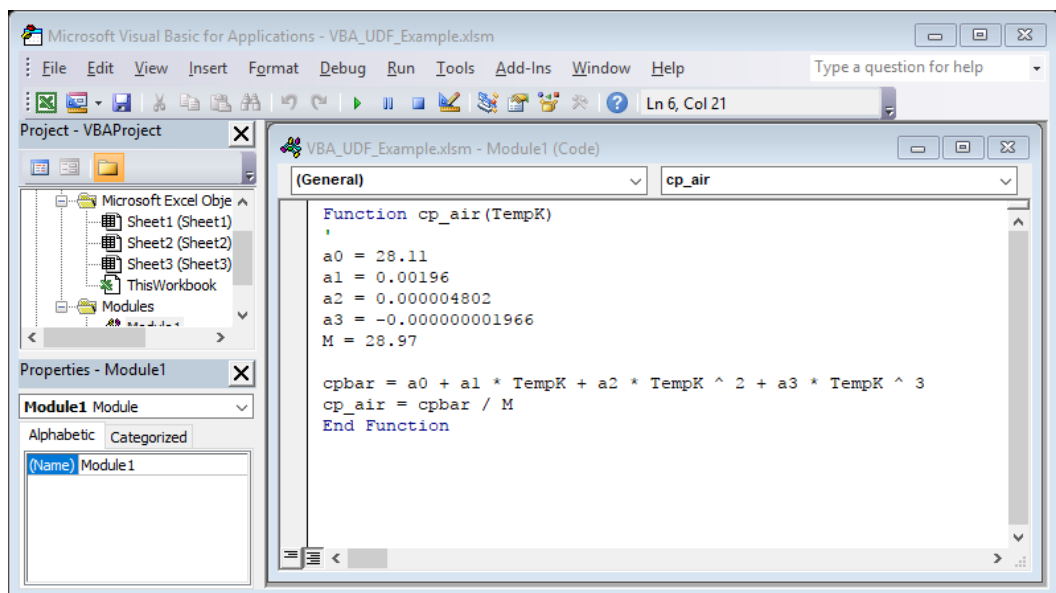 Microsoft Visual Basic for Applications - VBA_UDF_Example.xlsm
File Edit View Insert Format Debug Run Tools Add-Ins Window Help Type a question for help
Ln 6, Col 21
Project - VBAProject
Microsoft Excel Obje
Sheet1 (Sheet1)
Sheet2 (Sheet2)
Sheet3 (Sheet3)
ThisWorkbook
Modules
Module1
Properties - Module1
Module1 Module
Alphabetic Categorized
(Name) Module1
VBA_UDF_Example.xlsm - Module1 (Code)
(General) cp_air
Function cp_air(TempK)
'
a0 = 28.11
a1 = 0.00196
a2 = 0.000004802
a3 = -0.000000001966
M = 28.97
cpbar = a0 + a1 * TempK + a2 * TempK ^ 2 + a3 * TempK ^ 3
cp_air = cpbar / M
End Function